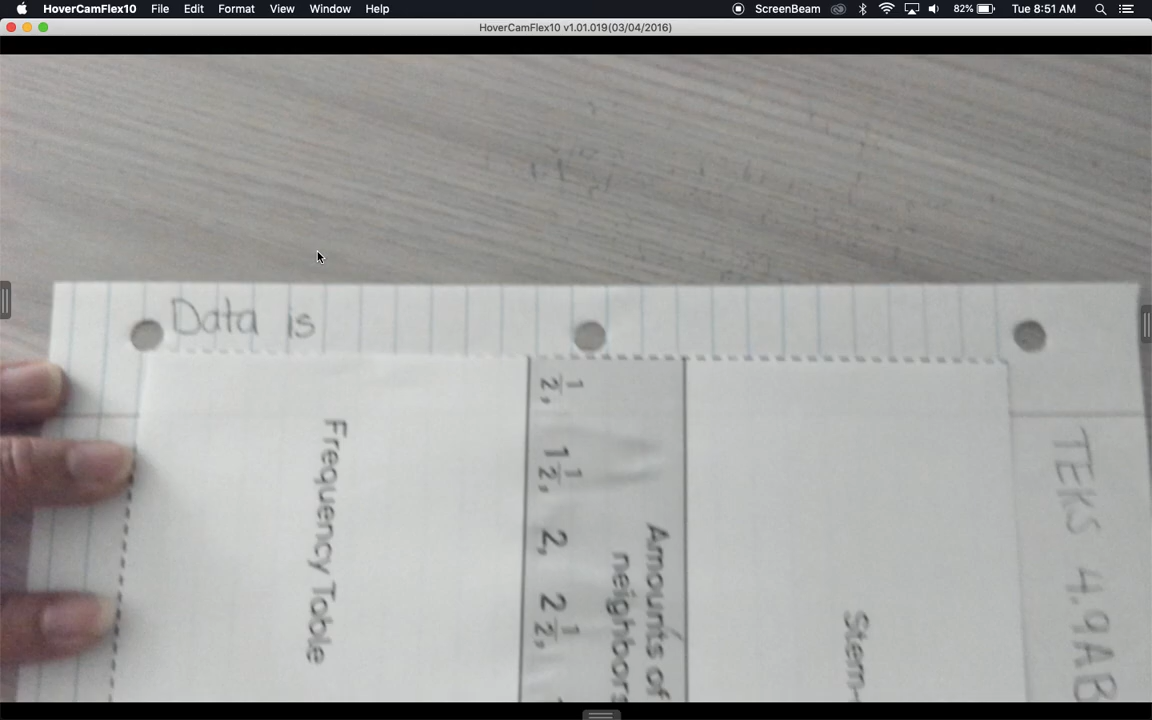 HoverCamFlex10 File Edit Format View Window Help ScreenBeam 82% Tue 8:51 AM
HoverCamFlex10 v1.01.019(03/04/2016)
Data is
TEKS 4.9AB
Stem-
Amounts of
neighbors
1/2, 1 1/2, 2, 2 1/2,
Frequency Table